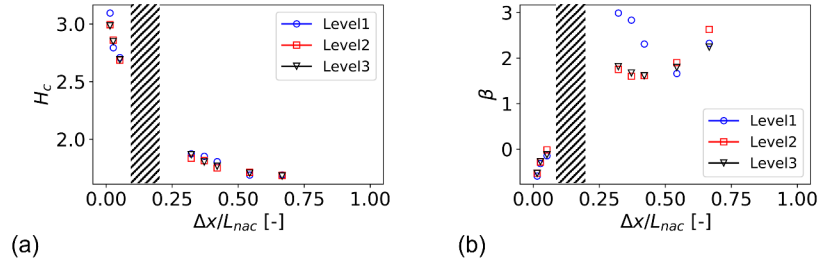 3.0
2.5
2.0
H_c
Level1
Level2
Level3
0.00 0.25 0.50 0.75 1.00
Δx/L_nac [-]
(a)
3
2
1
0
β
Level1
Level2
Level3
0.00 0.25 0.50 0.75 1.00
Δx/L_nac [-]
(b)